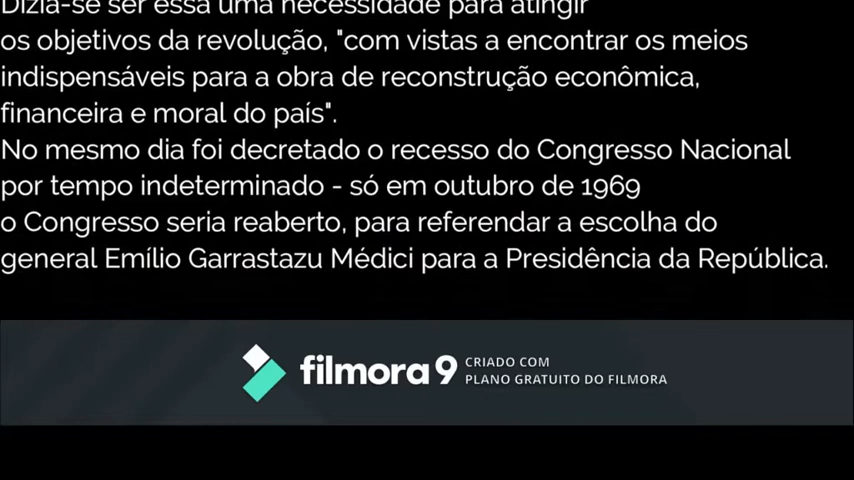 Dizia-se ser essa uma necessidade para atingir
os objetivos da revolução, "com vistas a encontrar os meios
indispensáveis para a obra de reconstrução econômica,
financeira e moral do país".
No mesmo dia foi decretado o recesso do Congresso Nacional
por tempo indeterminado - só em outubro de 1969
o Congresso seria reaberto, para referendar a escolha do
general Emílio Garrastazu Médici para a Presidência da República.
filmora 9
CRIADO COM
PLANO GRATUITO DO FILMORA